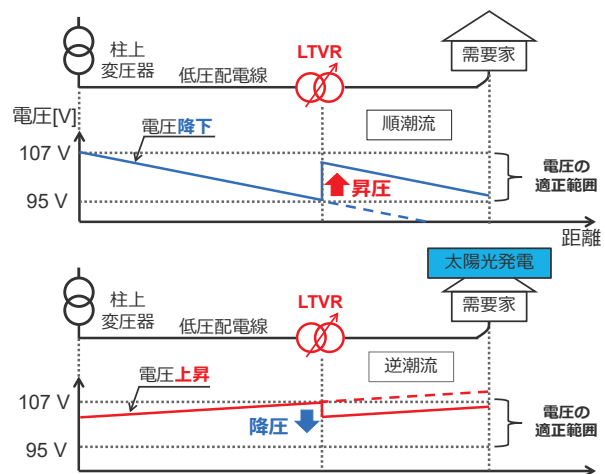 柱上
変圧器
低圧配電線
LTVR
需要家
電圧[V]
電圧降下
順潮流
107 V
昇圧
電圧の
適正範囲
95 V
距離
太陽光発電
柱上
変圧器
低圧配電線
LTVR
需要家
電圧上昇
逆潮流
107 V
降圧
電圧の
適正範囲
95 V